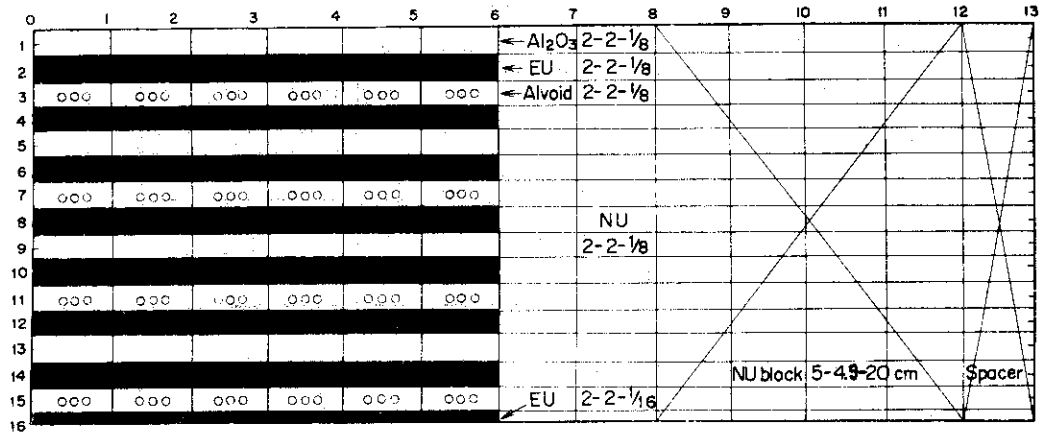 0 1 2 3 4 5 6 7 8 9 10 11 12 13
1
2
3
4
5
6
7
8
9
10
11
12
13
14
15
16
Al₂O₃ 2-2-1/8
EU 2-2-1/8
Alvoid 2-2-1/8
NU
2-2-1/8
NU block 5-4.5-20 cm
Spacer
EU 2-2-1/16